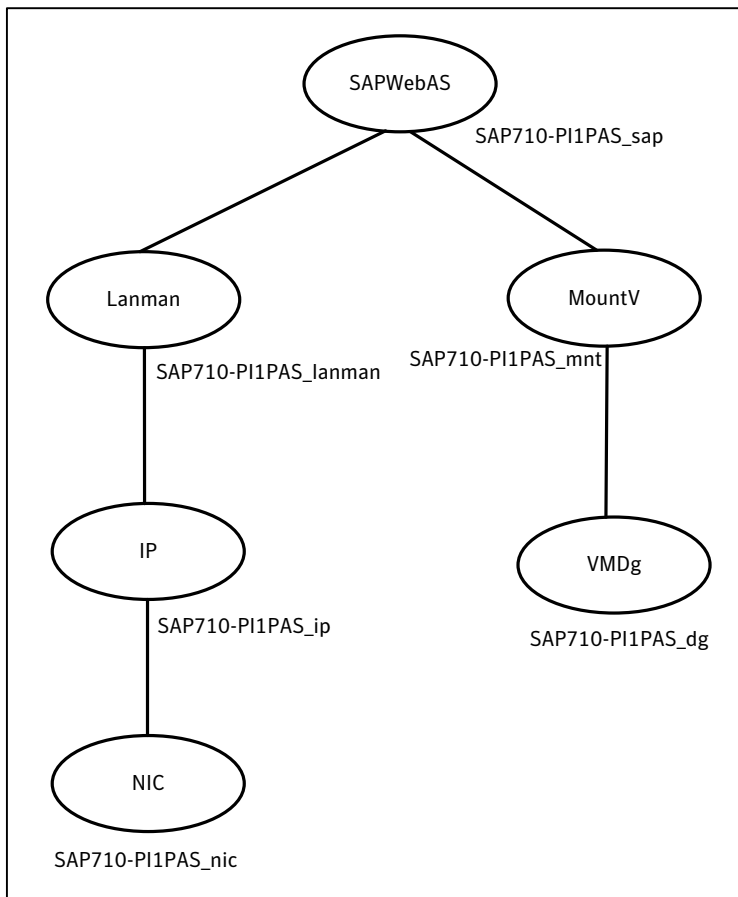 SAPWebAS
SAP710-PI1PAS_sap
Lanman
MountV
SAP710-PI1PAS_lanman
SAP710-PI1PAS_mnt
IP
VMDg
SAP710-PI1PAS_ip
SAP710-PI1PAS_dg
NIC
SAP710-PI1PAS_nic